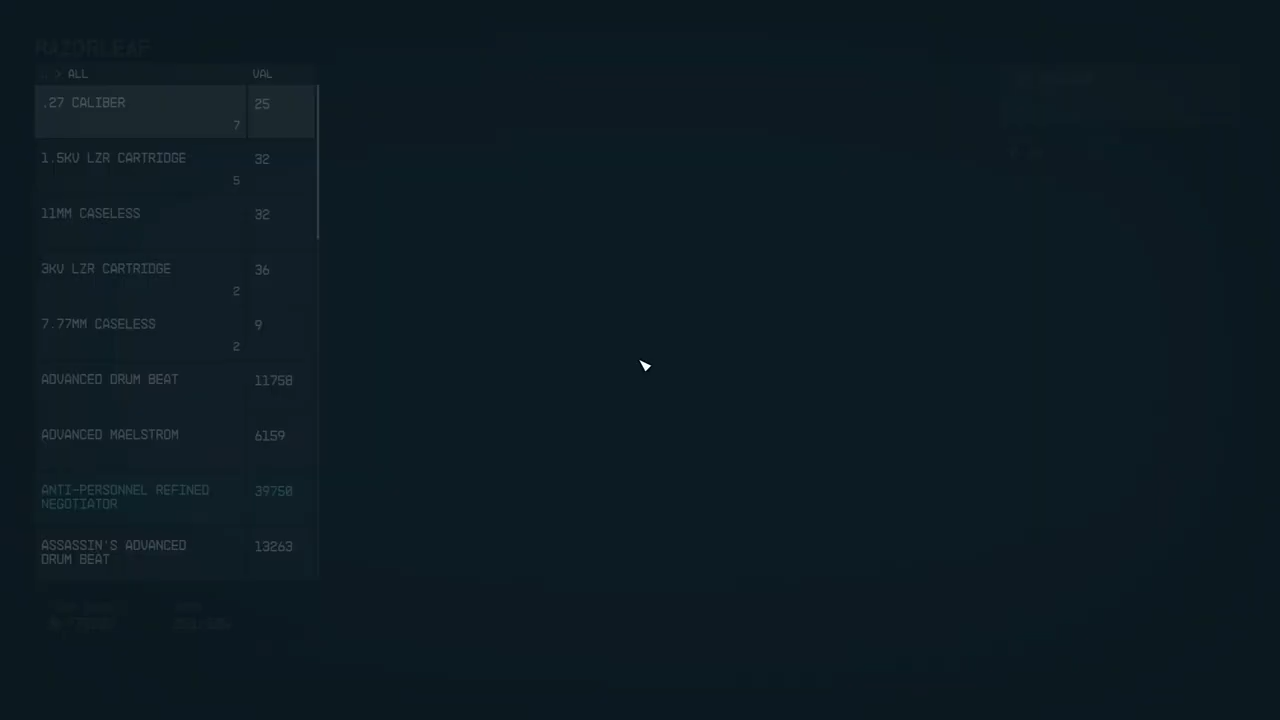 RAZORLEAF
> ALL VAL
.27 CALIBER 25
7
1.5KV LZR CARTRIDGE 32
5
11MM CASELESS 32
3KV LZR CARTRIDGE 36
2
7.77MM CASELESS 9
2
ADVANCED DRUM BEAT 11758
ADVANCED MAELSTROM 6159
ANTI-PERSONNEL REFINED 39750
NEGOTIATOR
ASSASSIN'S ADVANCED 13263
DRUM BEAT